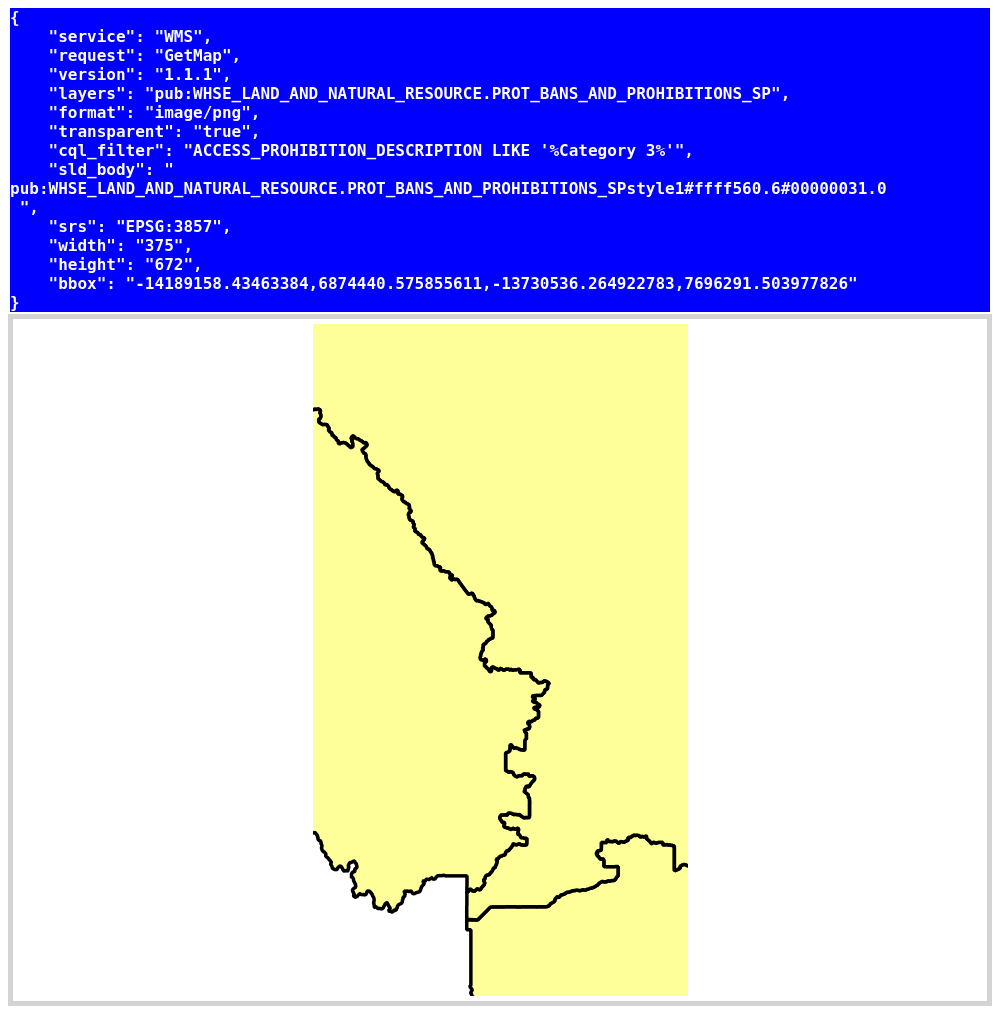 {
    "service": "WMS",
    "request": "GetMap",
    "version": "1.1.1",
    "layers": "pub:WHSE_LAND_AND_NATURAL_RESOURCE.PROT_BANS_AND_PROHIBITIONS_SP",
    "format": "image/png",
    "transparent": "true",
    "cql_filter": "ACCESS_PROHIBITION_DESCRIPTION LIKE '%Category 3%'",
    "sld_body": "
pub:WHSE_LAND_AND_NATURAL_RESOURCE.PROT_BANS_AND_PROHIBITIONS_SPstyle1#ffff560.6#00000031.0
 ",
    "srs": "EPSG:3857",
    "width": "375",
    "height": "672",
    "bbox": "-14189158.43463384,6874440.575855611,-13730536.264922783,7696291.503977826"
}